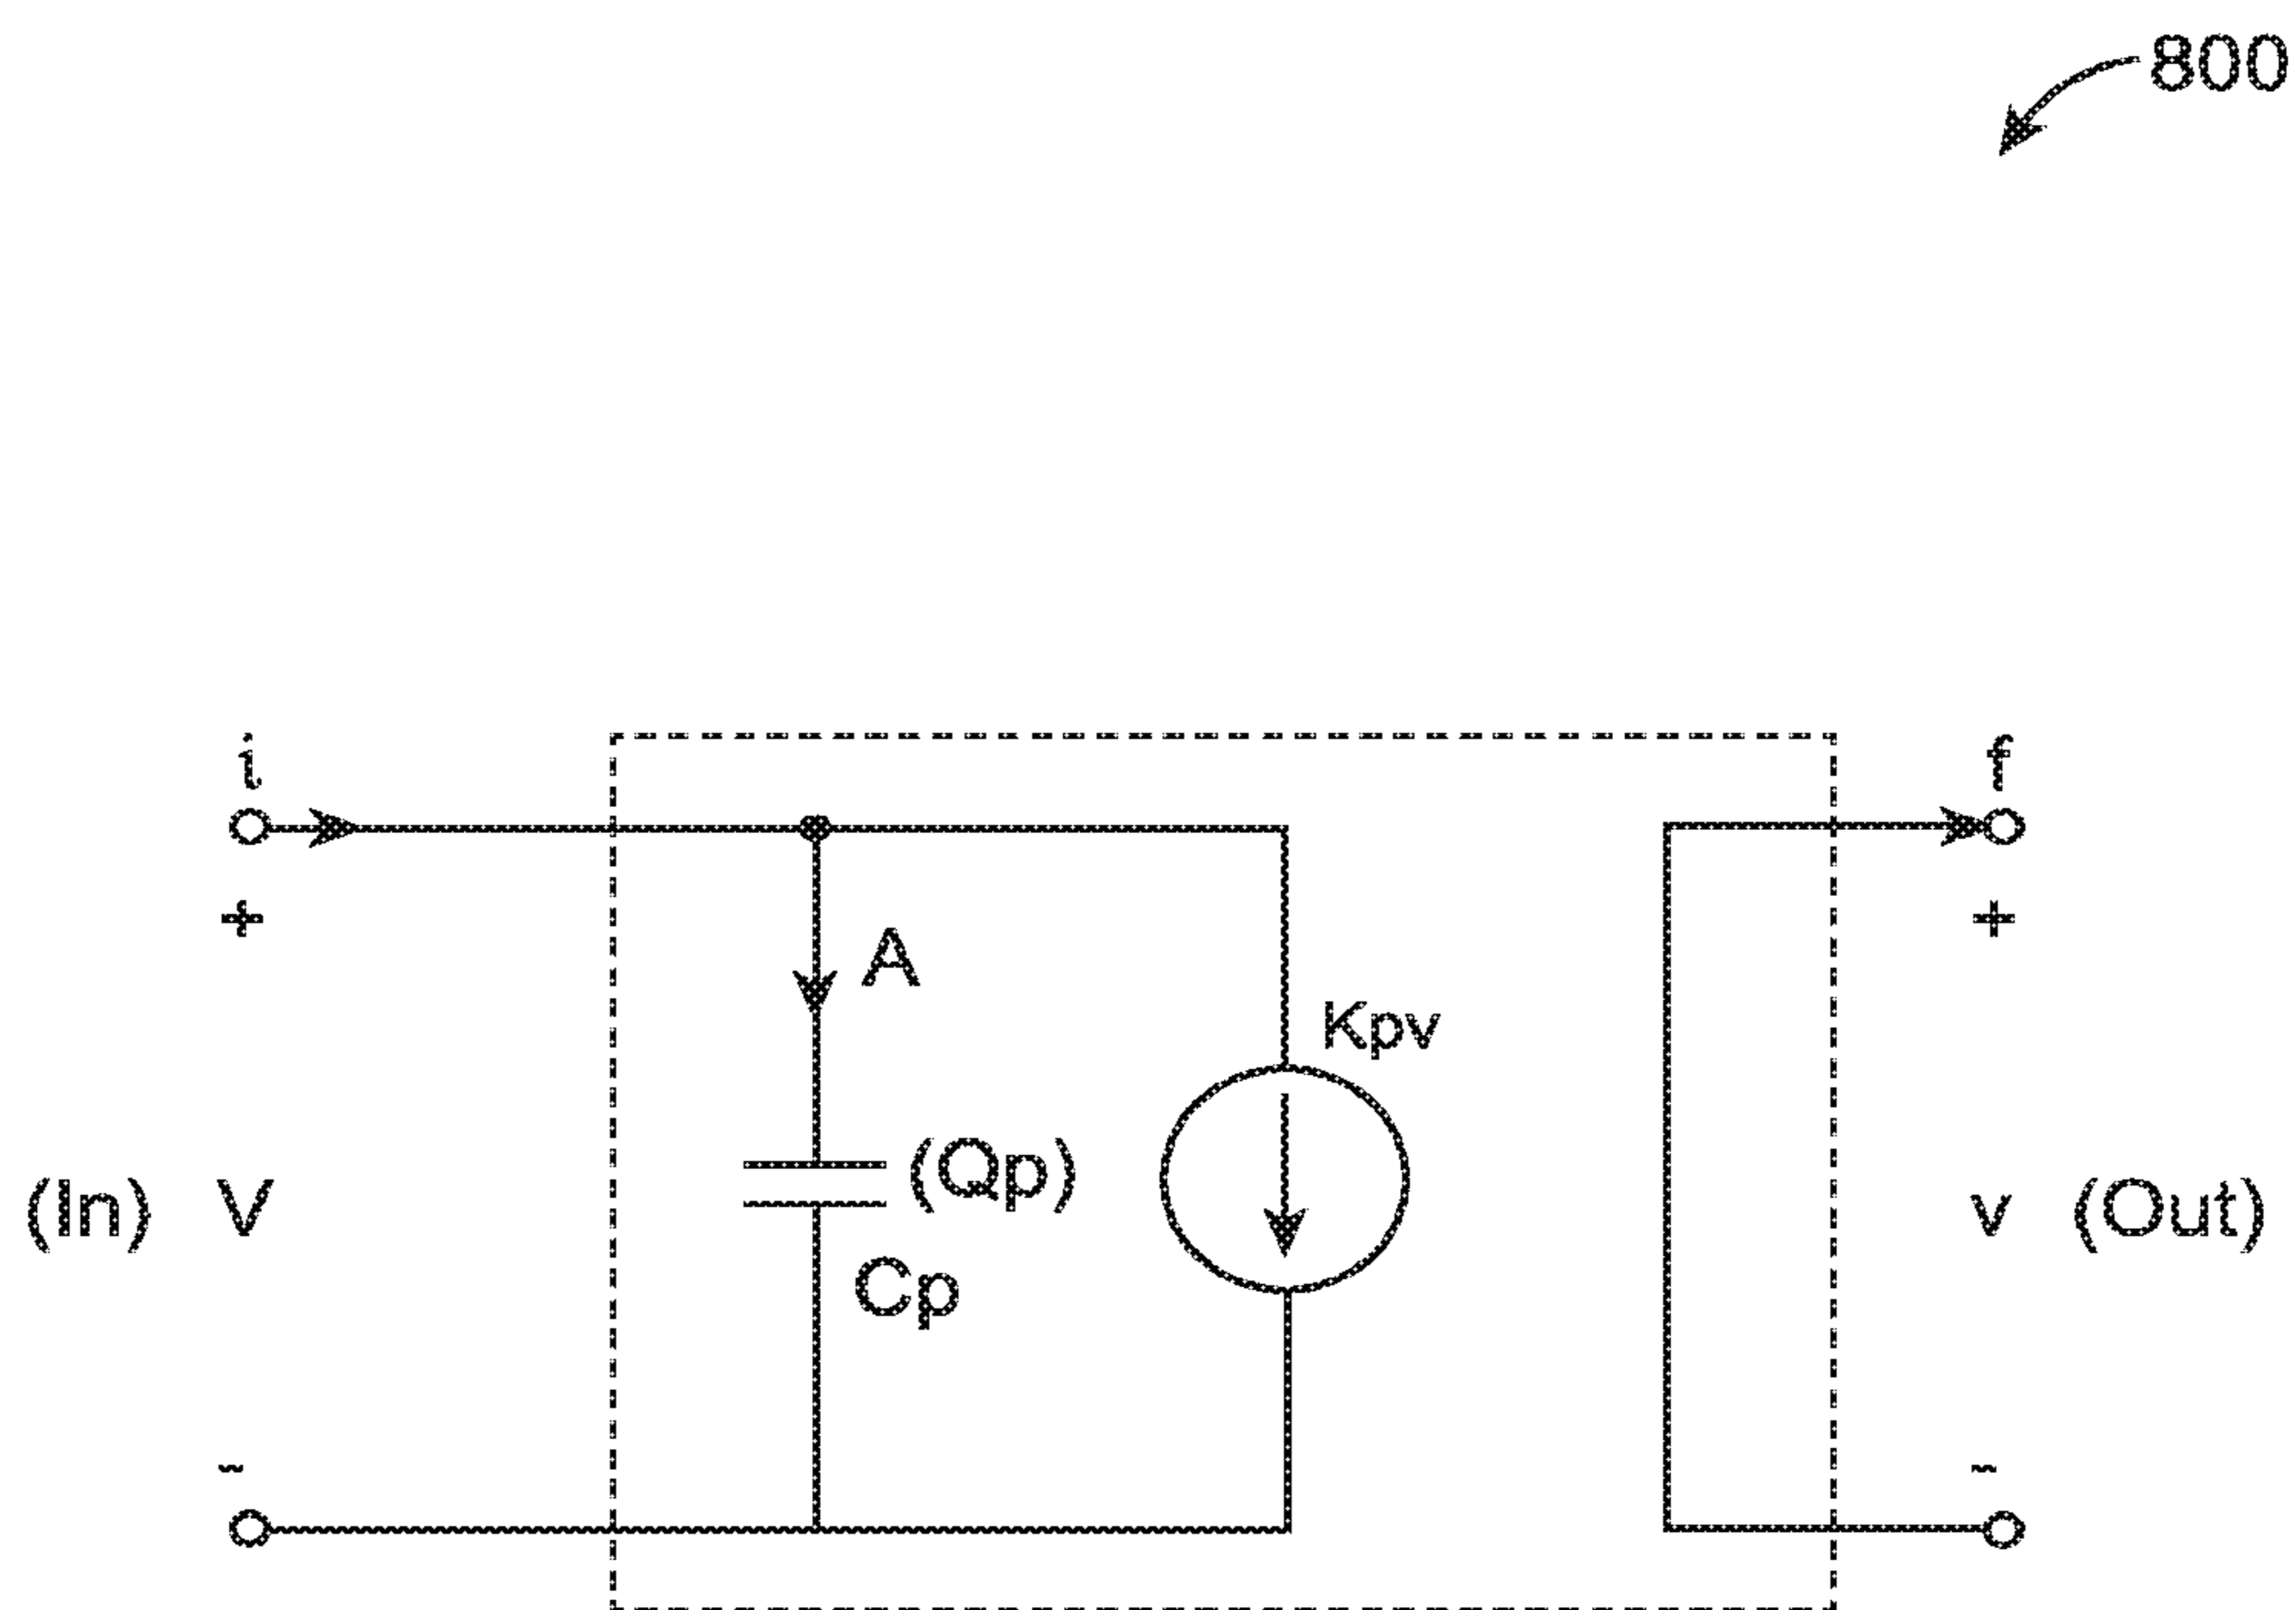 800
i
f
+
+
A
Kpv
(Qp)
(In) V
v (Out)
Cp
-
-